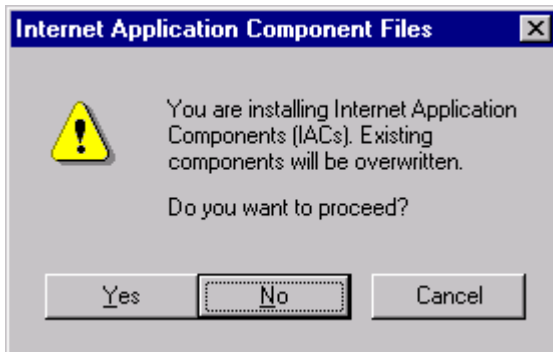 Internet Application Component Files
You are installing Internet Application
Components (IACs). Existing
components will be overwritten.
Do you want to proceed?
Yes
No
Cancel